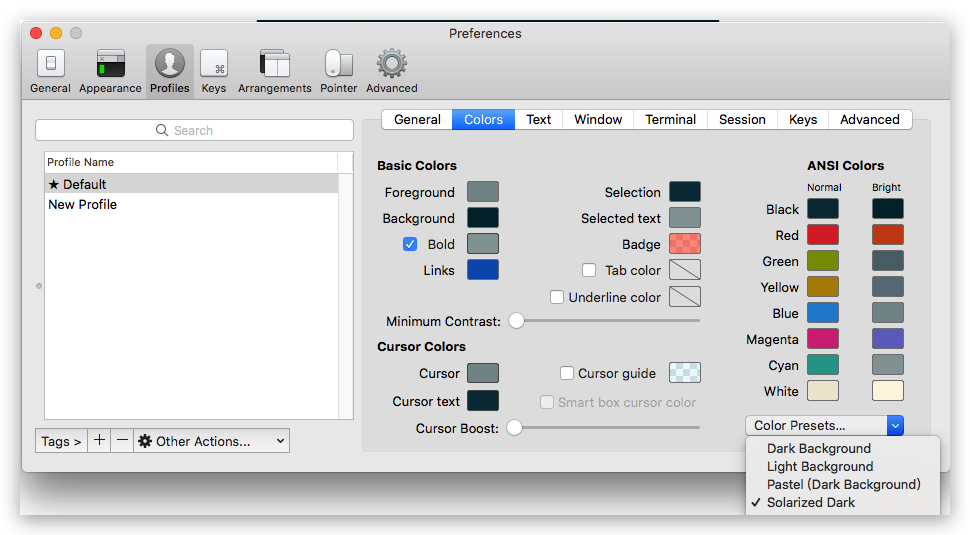 Preferences
General Appearance Profiles Keys Arrangements Pointer Advanced
Search
Profile Name
★ Default
New Profile
Tags > + − Other Actions...
General Colors Text Window Terminal Session Keys Advanced
Basic Colors
Foreground
Background
Bold
Links
Selection
Selected text
Badge
Tab color
Underline color
Minimum Contrast:
Cursor Colors
Cursor
Cursor text
Cursor guide
Smart box cursor color
Cursor Boost:
ANSI Colors
Normal Bright
Black
Red
Green
Yellow
Blue
Magenta
Cyan
White
Color Presets...
Dark Background
Light Background
Pastel (Dark Background)
✓ Solarized Dark